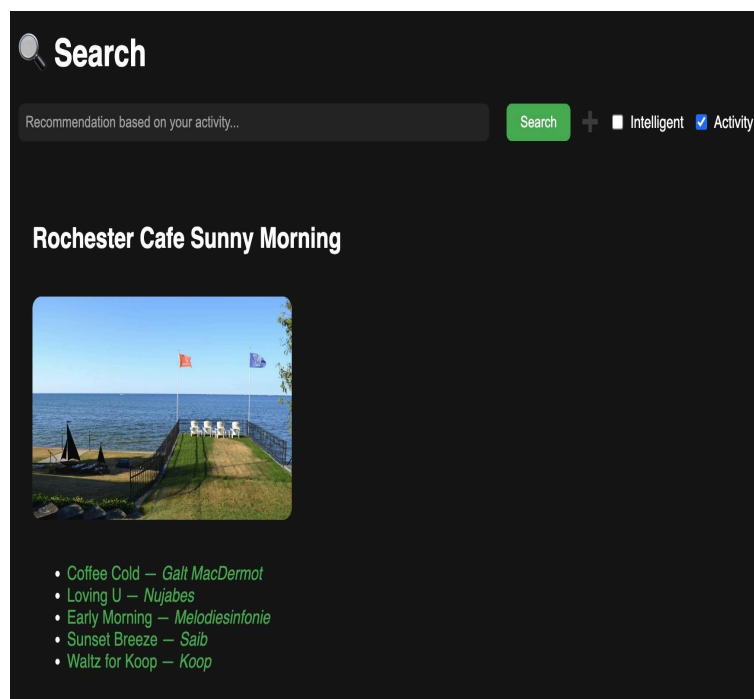 Search
Recommendation based on your activity...
Search
Intelligent
Activity
Rochester Cafe Sunny Morning
Coffee Cold — Galt MacDermot
Loving U — Nujabes
Early Morning — Melodiesinfonie
Sunset Breeze — Saib
Waltz for Koop — Koop